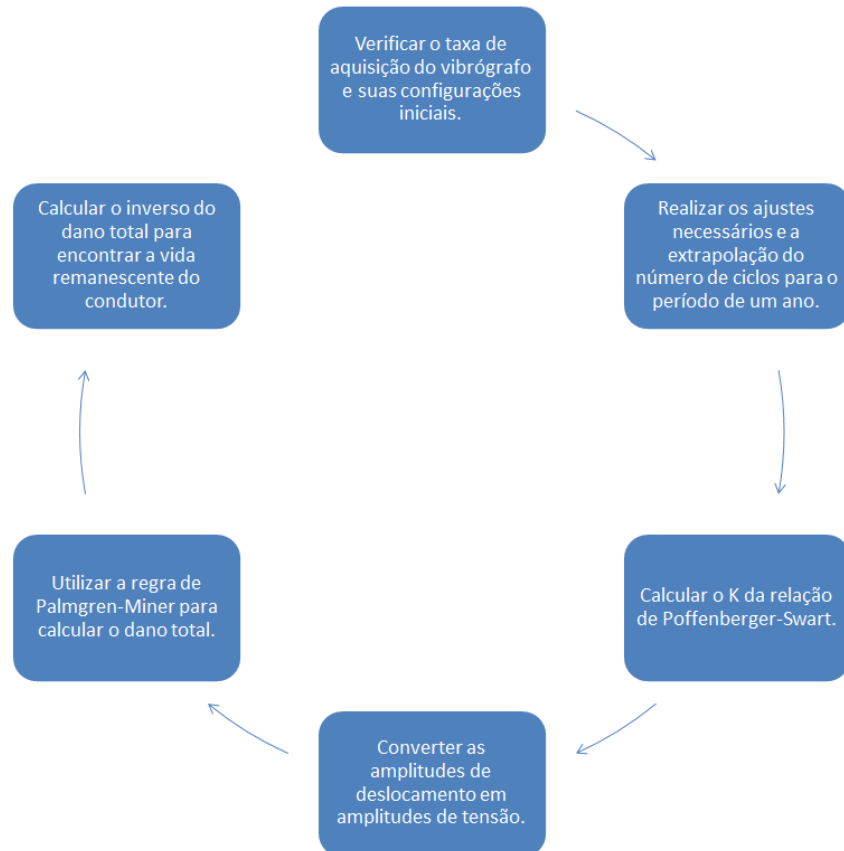 Verificar o taxa de
aquisição do vibrógrafo
e suas configurações
iniciais.
Realizar os ajustes
necessários e a
extrapolação do
número de ciclos para o
período de um ano.
Calcular o K da relação
de Poffenberger-Swart.
Converter as
amplitudes de
deslocamento em
amplitudes de tensão.
Utilizar a regra de
Palmgren-Miner para
calcular o dano total.
Calcular o inverso do
dano total para
encontrar a vida
remanescente do
condutor.